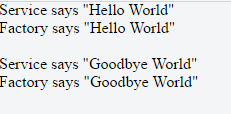 Service says "Hello World"
Factory says "Hello World"
Service says "Goodbye World"
Factory says "Goodbye World"